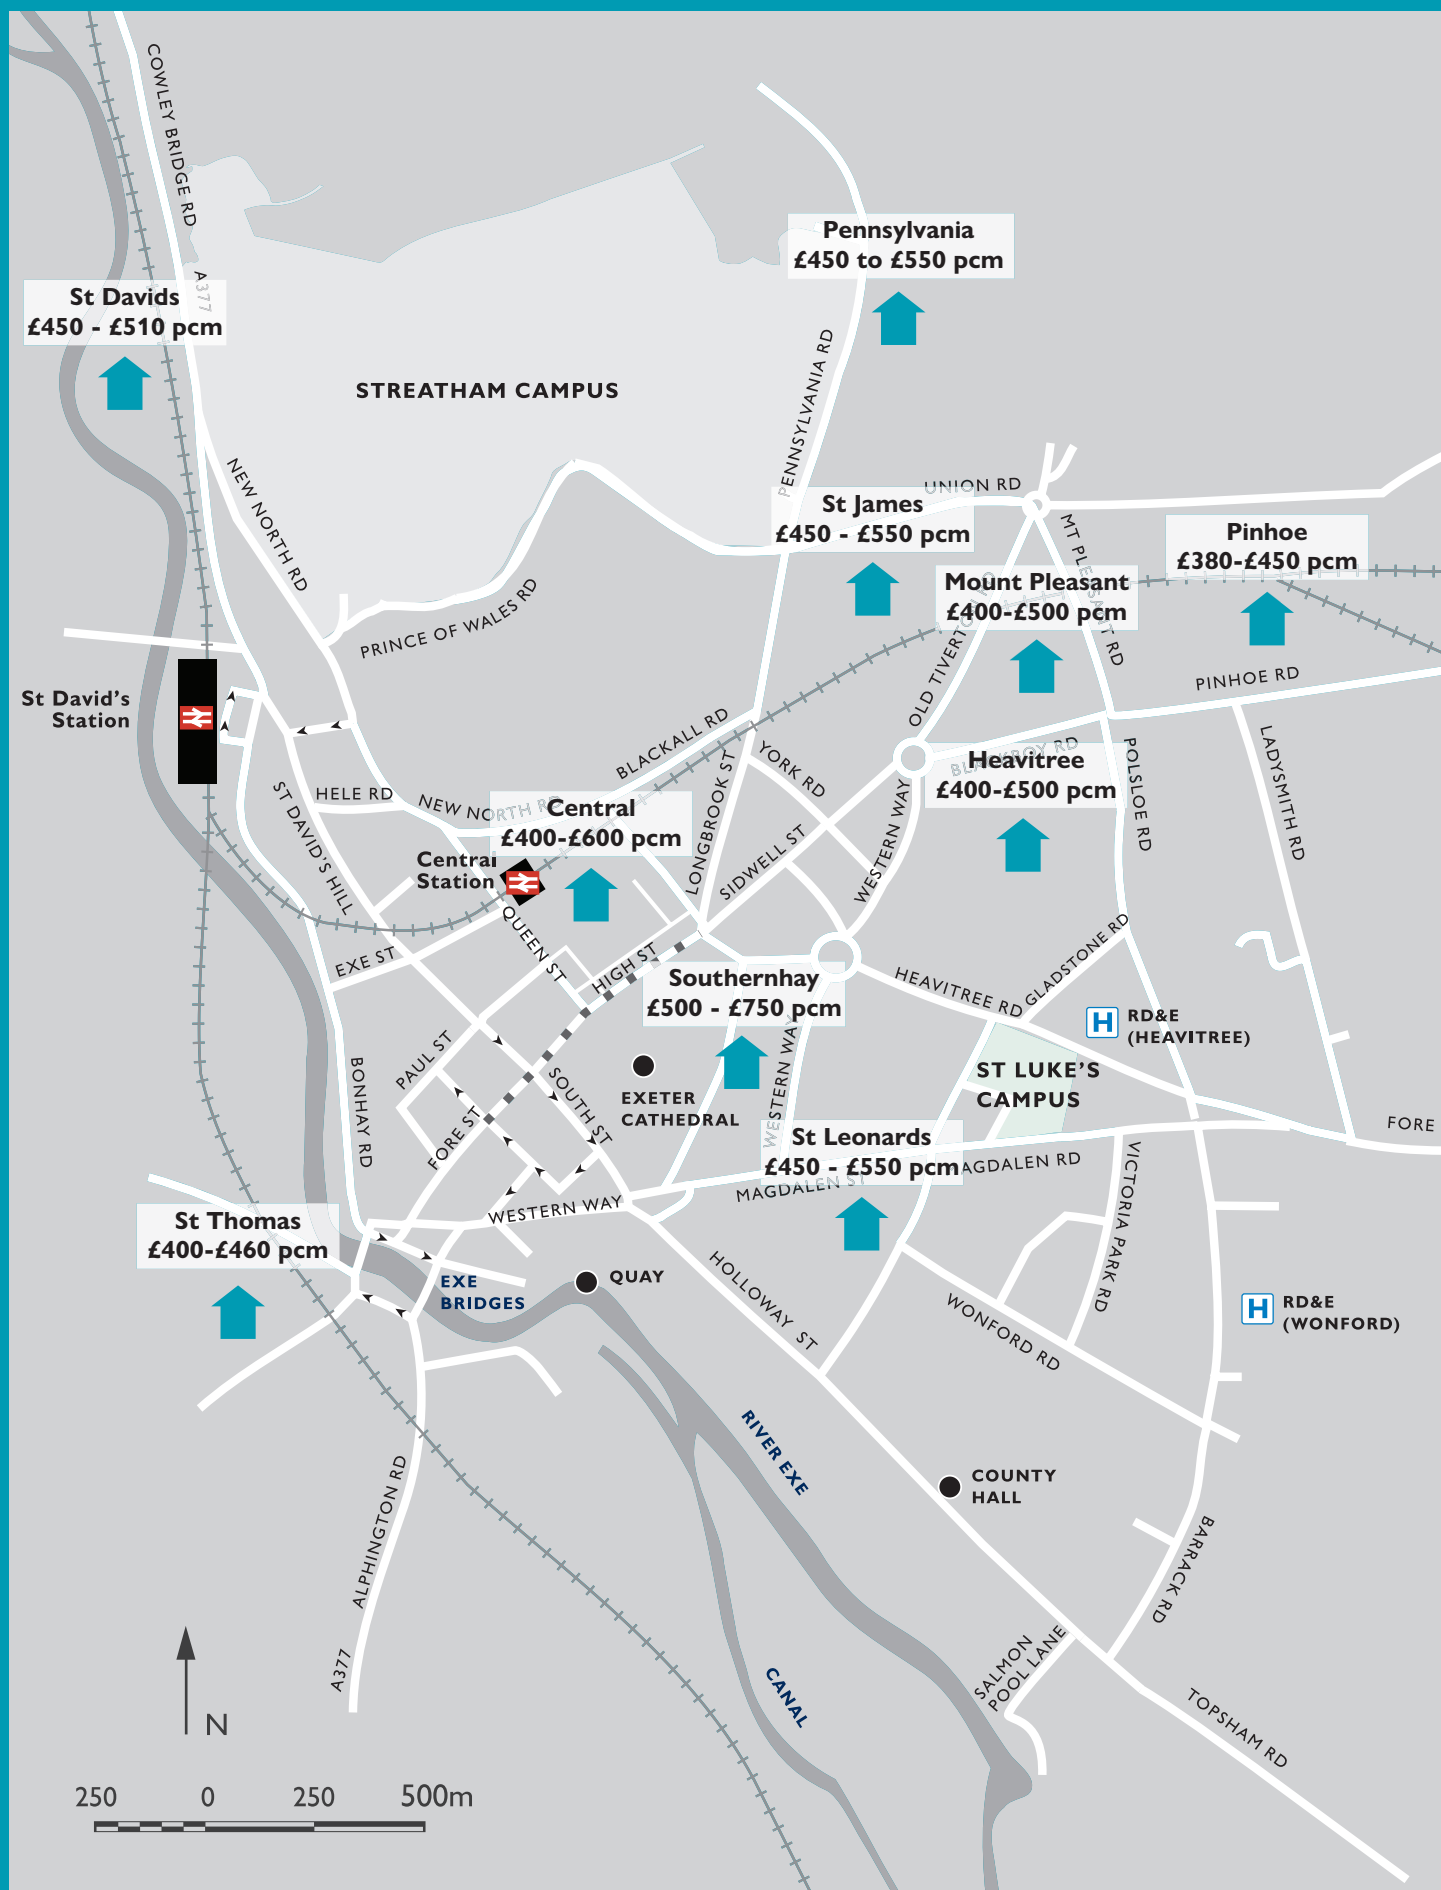 COWLEY BRIDGE RD
A377
Pennsylvania
£450 to £550 pcm
St Davids
£450 - £510 pcm
STREATHAM CAMPUS
PENNSYLVANIA RD
NEW NORTH RD
UNION RD
St James
£450 - £550 pcm
MT PLEASANT RD
Pinhoe
£380-£450 pcm
Mount Pleasant
£400-£500 pcm
PRINCE OF WALES RD
OLD TIVERTON RD
PINHOE RD
St David's
Station
BLACKALL RD
YORK RD
BLACKBOY RD
Heavitree
£400-£500 pcm
POLSLOE RD
LADYSMITH RD
HELE RD
NEW NORTH RD
Central
£400-£600 pcm
LONGBROOK ST
SIDWELL ST
WESTERN WAY
ST DAVID'S HILL
Central
Station
QUEEN ST
EXE ST
HIGH ST
Southernhay
£500 - £750 pcm
HEAVITREE RD
GLADSTONE RD
H
RD&E
(HEAVITREE)
PAUL ST
BONHAY RD
SOUTH ST
EXETER
CATHEDRAL
WESTERN WAY
ST LUKE'S
CAMPUS
FORE ST
FORE
St Leonards
£450 - £550 pcm
MAGDALEN ST
AGDALEN RD
VICTORIA PARK RD
WESTERN WAY
St Thomas
£400-£460 pcm
EXE
BRIDGES
QUAY
HOLLOWAY ST
WONFORD RD
H
RD&E
(WONFORD)
RIVER EXE
COUNTY
HALL
ALPHINGTON RD
BARRACK RD
A377
SALMON
POOL LANE
CANAL
TOPSHAM RD
N
250 0 250 500m